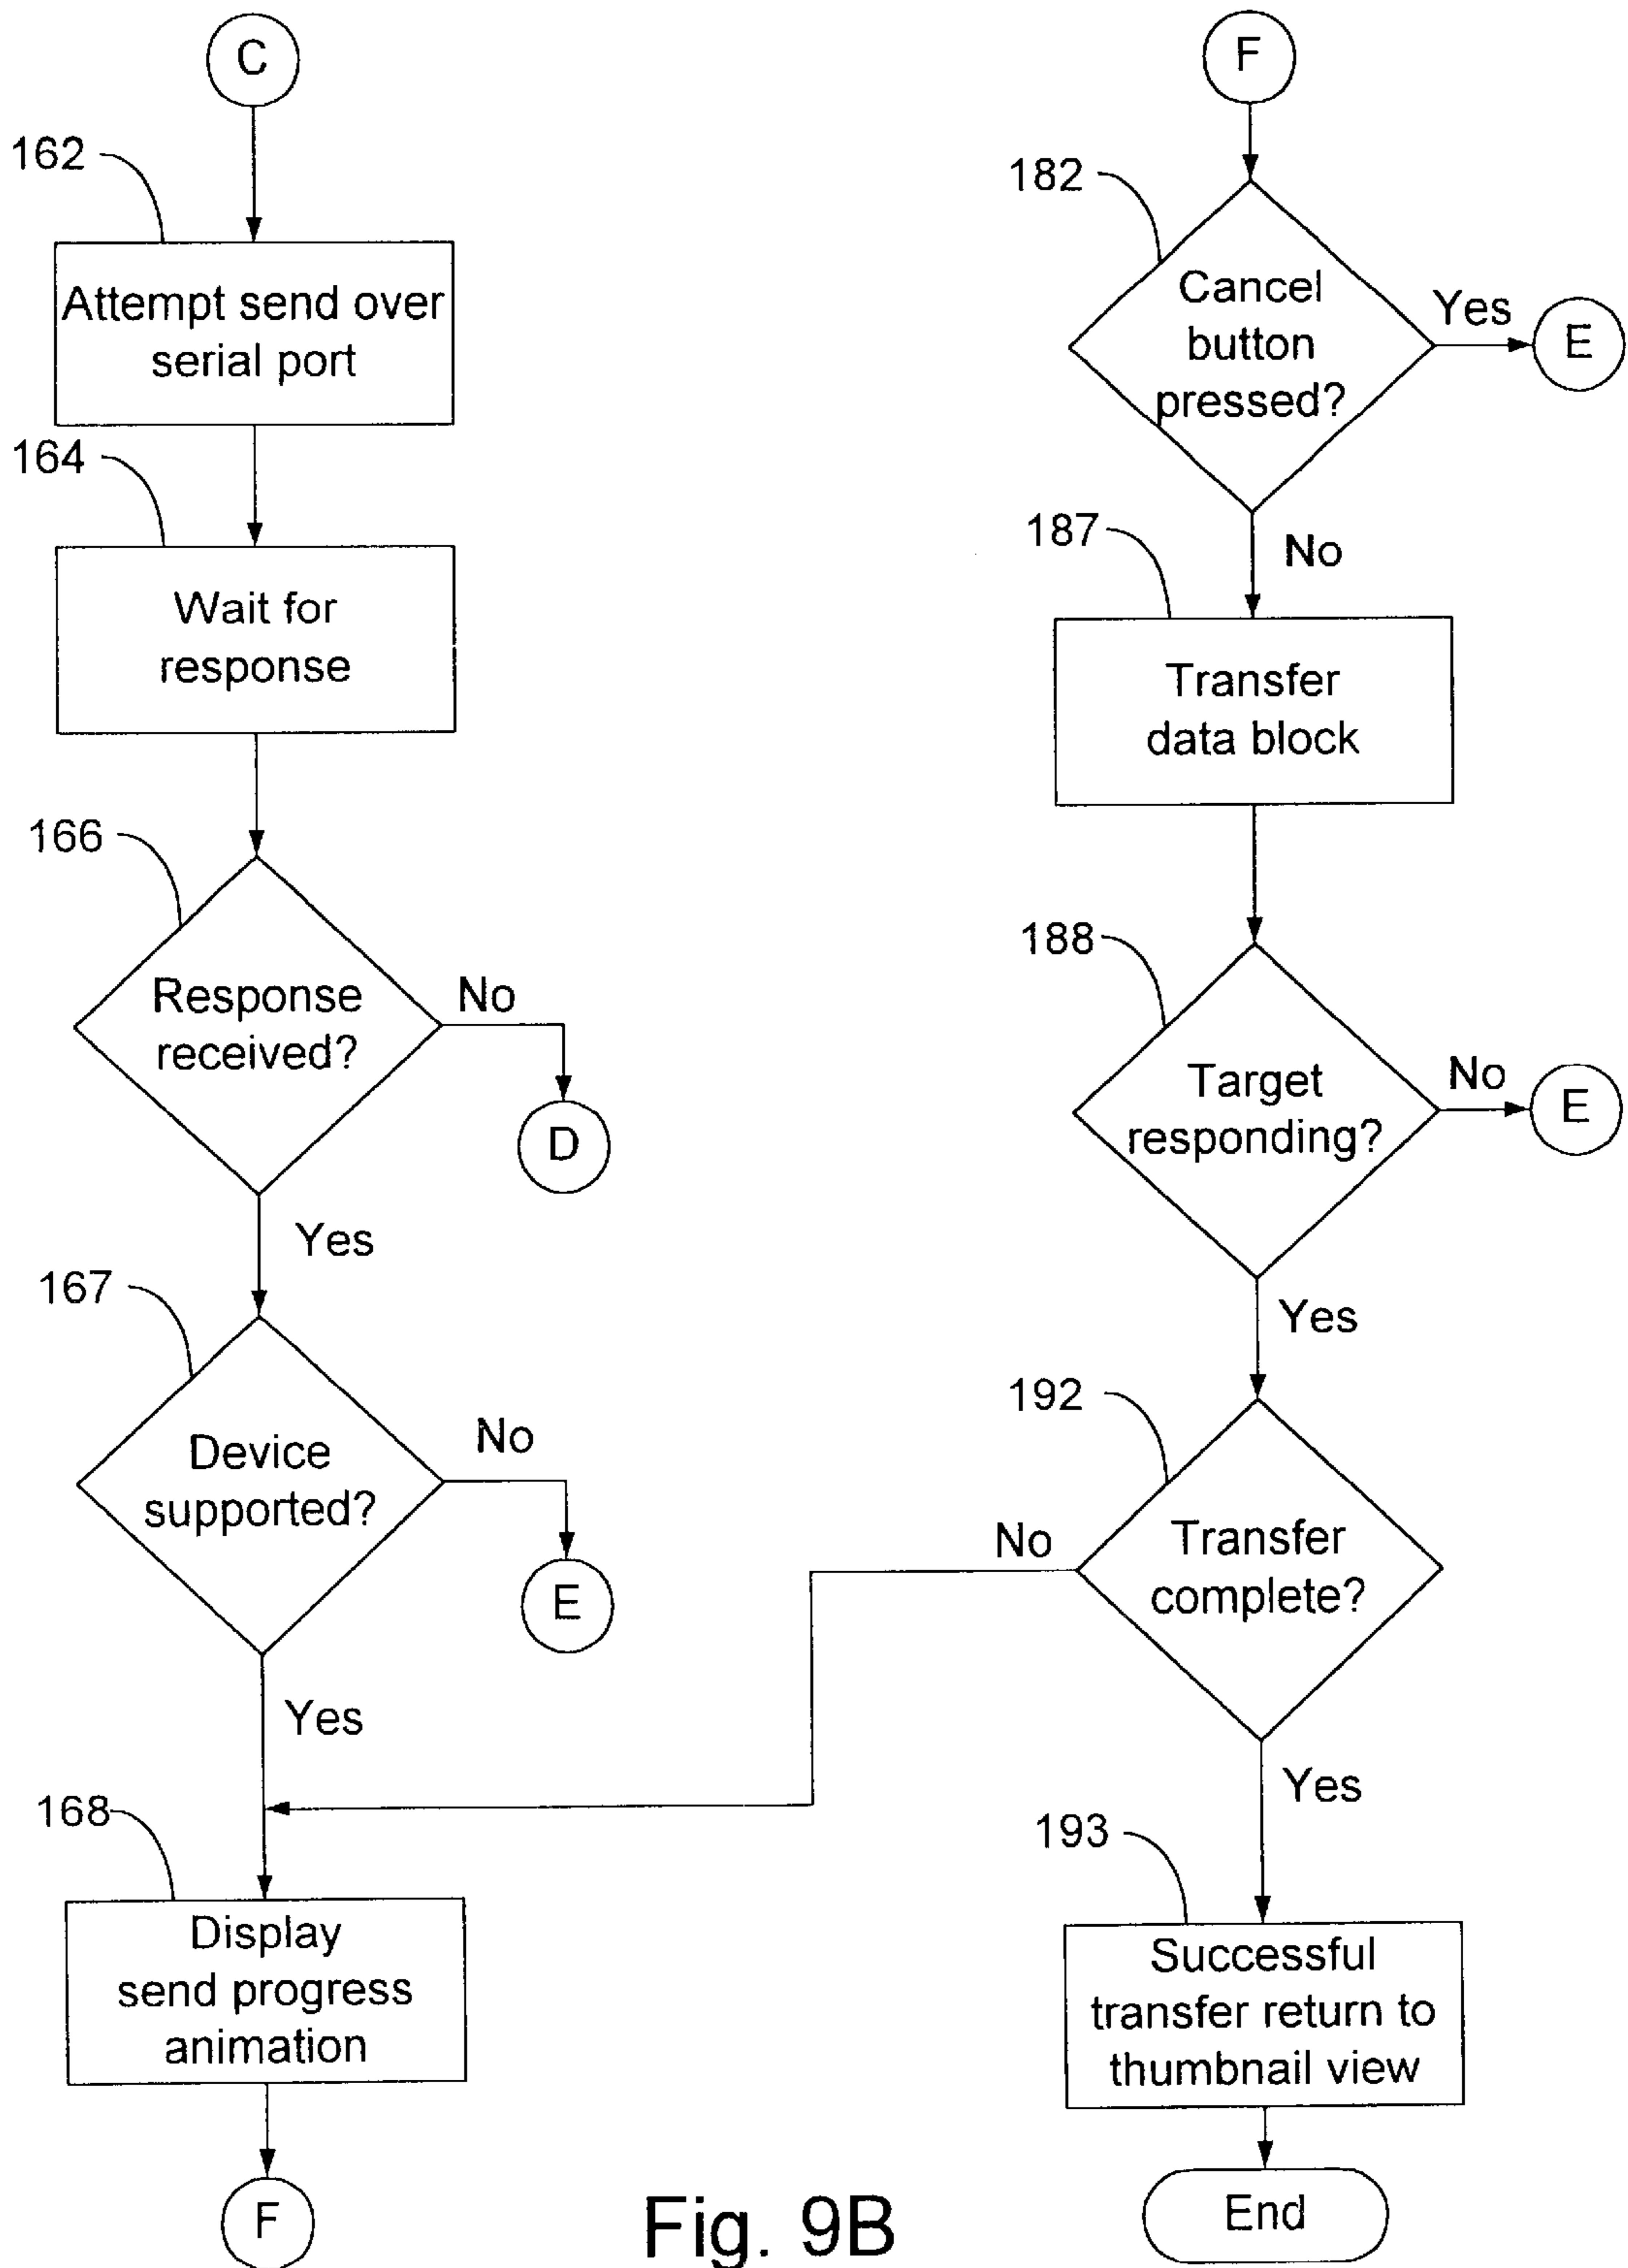 C
162
Attempt send over
serial port
164
Wait for
response
166
Response
received?
No
D
Yes
167
Device
supported?
No
E
Yes
168
Display
send progress
animation
F
F
182
Cancel
button
pressed?
Yes
E
No
187
Transfer
data block
188
Target
responding?
No
E
Yes
192
Transfer
complete?
No
Yes
193
Successful
transfer return to
thumbnail view
End
Fig. 9B